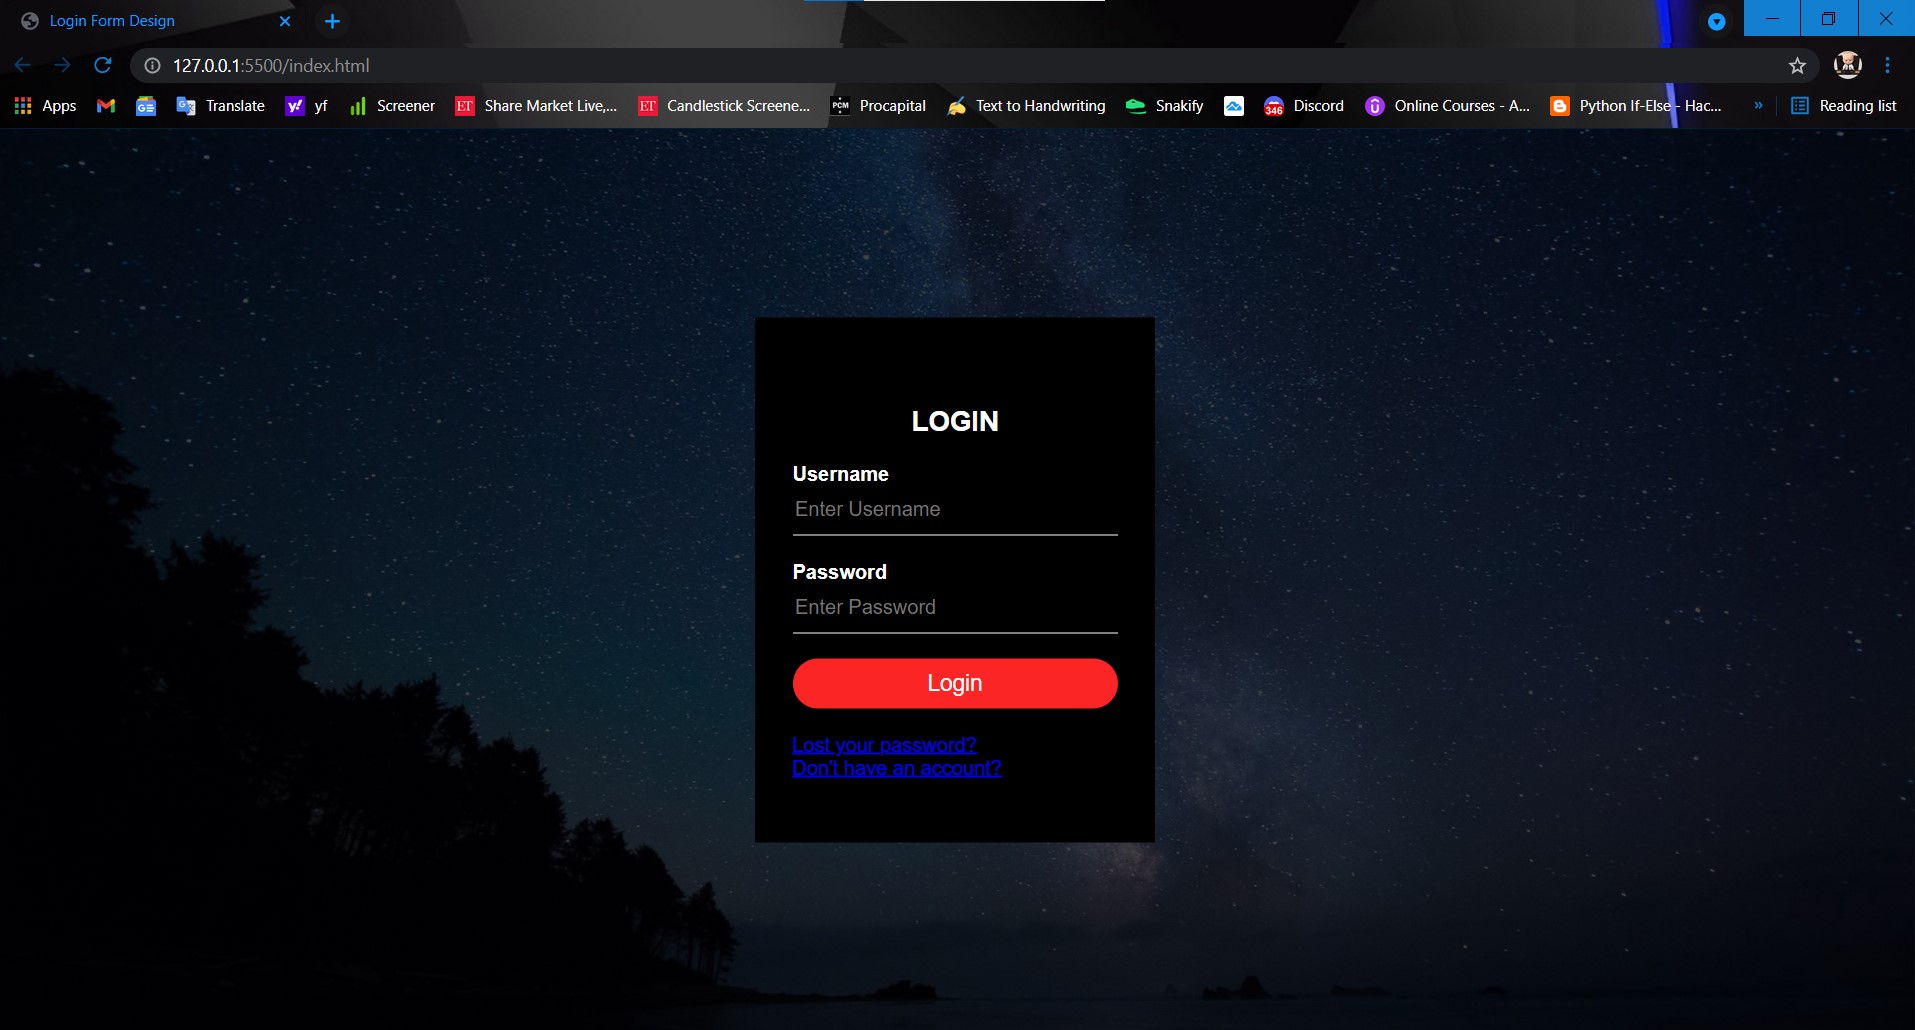 Login Form Design
127.0.0.1:5500/index.html
Apps GE Translate y! yf Screener ET Share Market Live,... ET Candlestick Screene... PCM Procapital Text to Handwriting Snakify 346 Discord Online Courses - A... Python If-Else - Hac... » Reading list
LOGIN
Username
Enter Username
Password
Enter Password
Login
Lost your password?
Don't have an account?